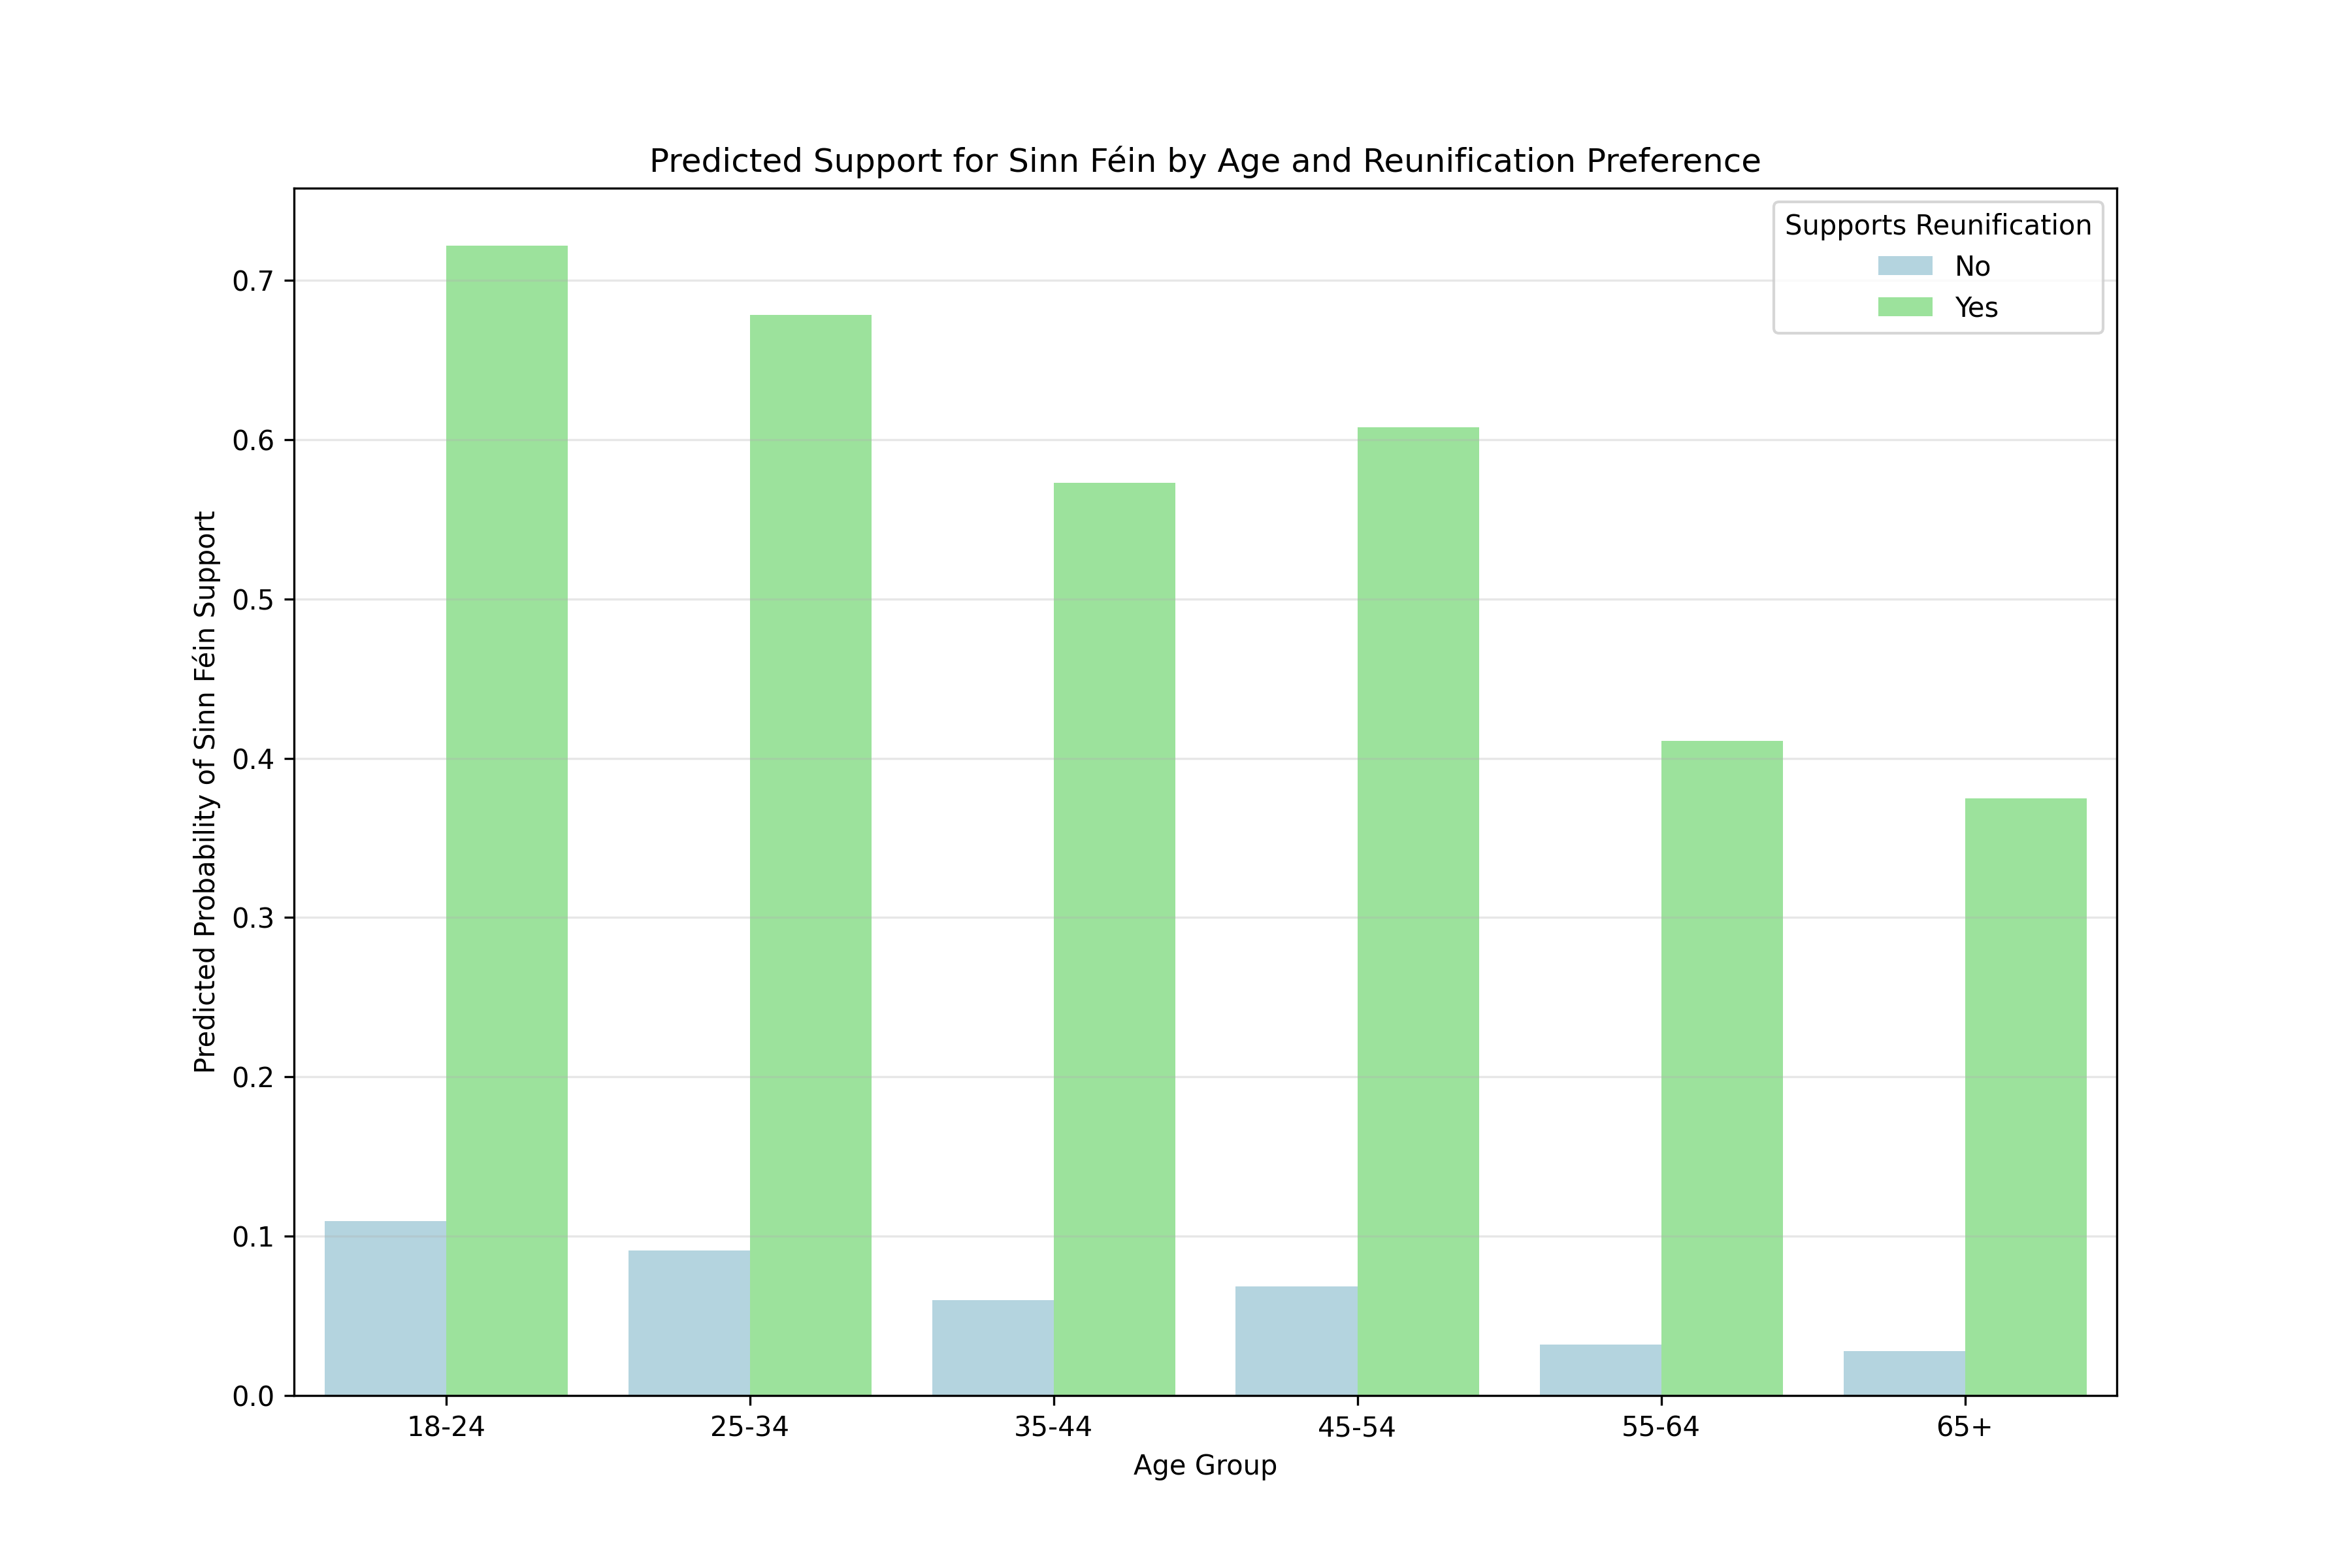 Predicted Support for Sinn Féin by Age and Reunification Preference
Supports Reunification
No
Yes
Predicted Probability of Sinn Féin Support
0.7
0.6
0.5
0.4
0.3
0.2
0.1
0.0
18-24 25-34 35-44 45-54 55-64 65+
Age Group